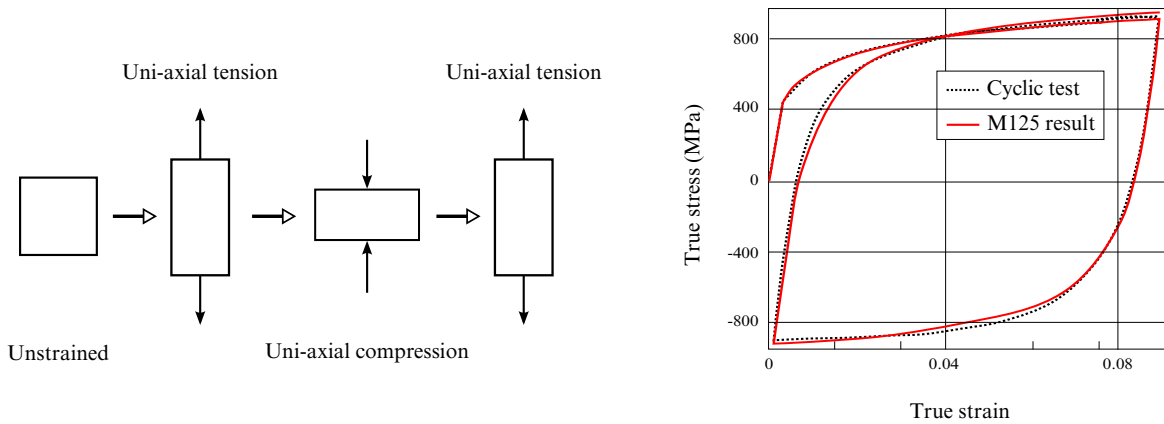 Uni-axial tension
Uni-axial tension
Unstrained
Uni-axial compression
True stress (MPa)
800
400
0
-400
-800
Cyclic test
M125 result
0
0.04
0.08
True strain